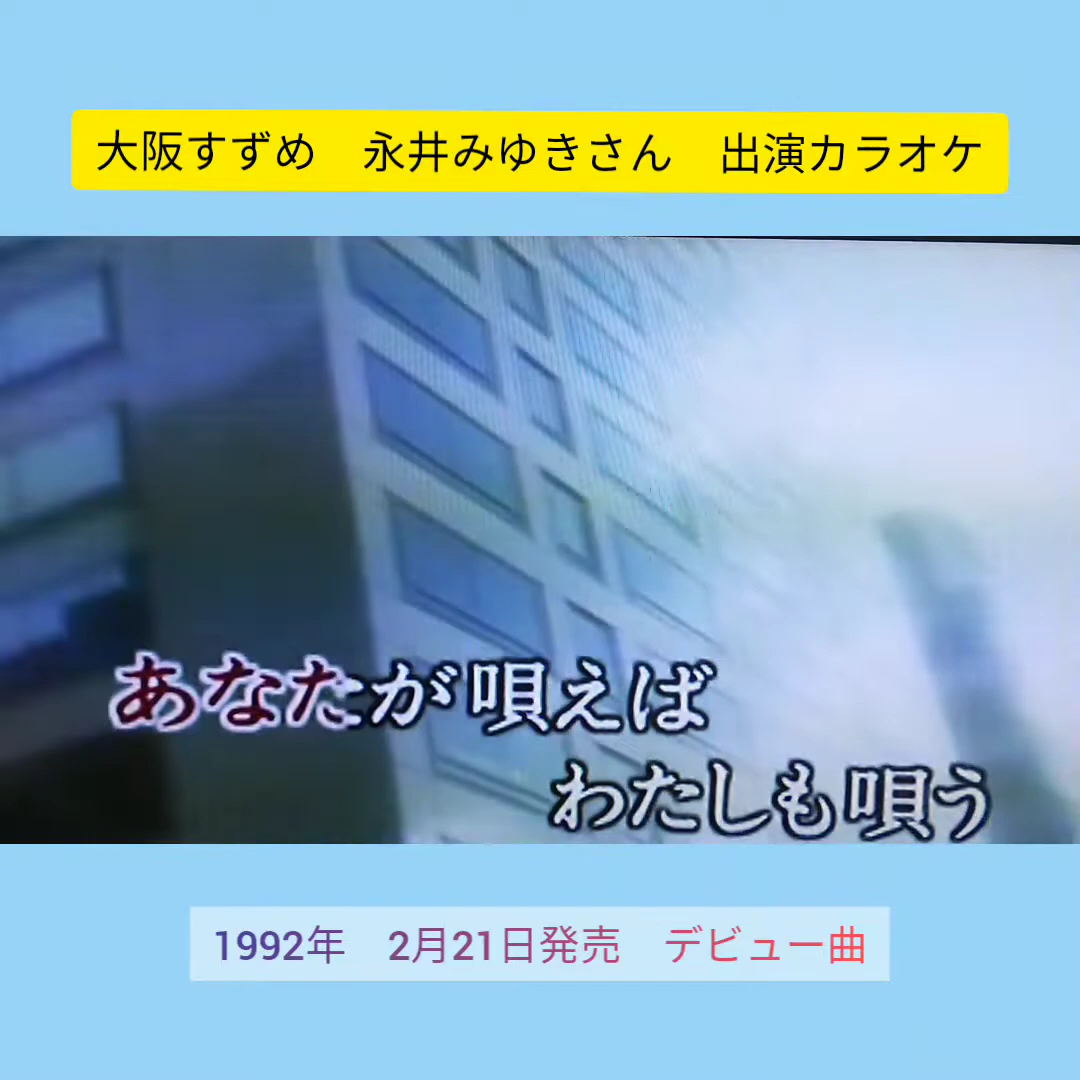 大阪すずめ　永井みゆきさん　出演カラオケ
あなたが唄えば
わたしも唄う
1992年　2月21日発売　デビュー曲